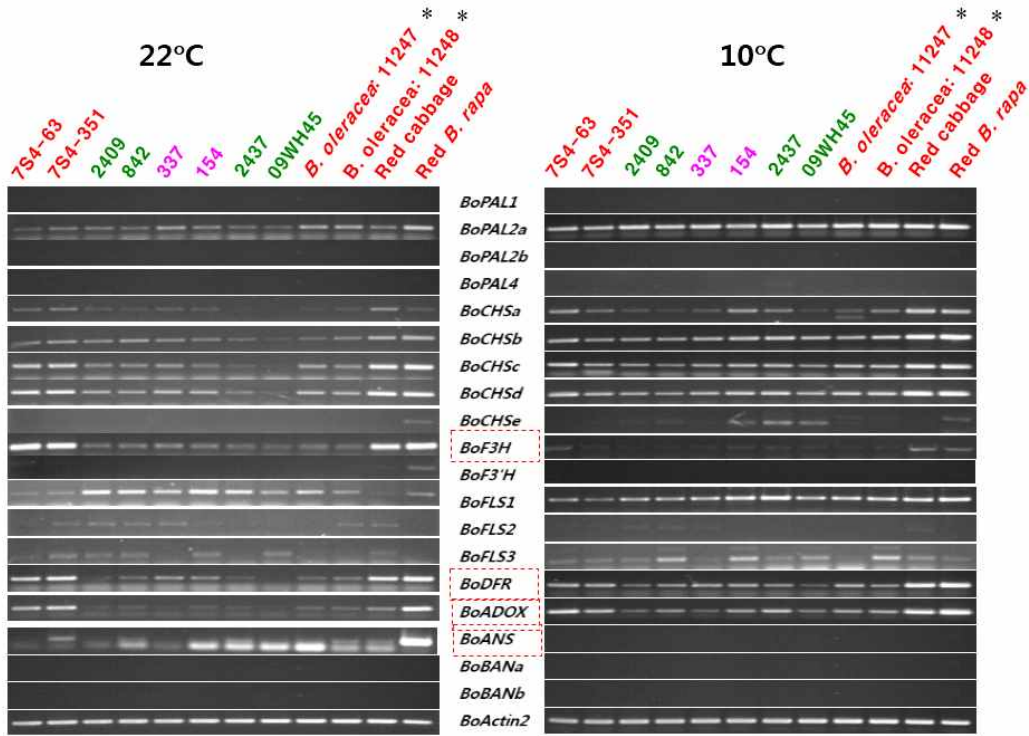 * *
* *
22°C
10°C
7S4-63
7S4-351
2409
842
337
154
2437
09WH45
B. oleracea: 11247
B. oleracea: 11248
Red cabbage
Red B. rapa
7S4-63
7S4-351
2409
842
337
154
2437
09WH45
B. oleracea: 11247
B. oleracea: 11248
Red cabbage
Red B. rapa
BoPAL1
BoPAL2a
BoPAL2b
BoPAL4
BoCHSa
BoCHSb
BoCHSc
BoCHSd
BoCHSe
BoF3H
BoF3'H
BoFLS1
BoFLS2
BoFLS3
BoDFR
BoADOX
BoANS
BoBANa
BoBANb
BoActin2